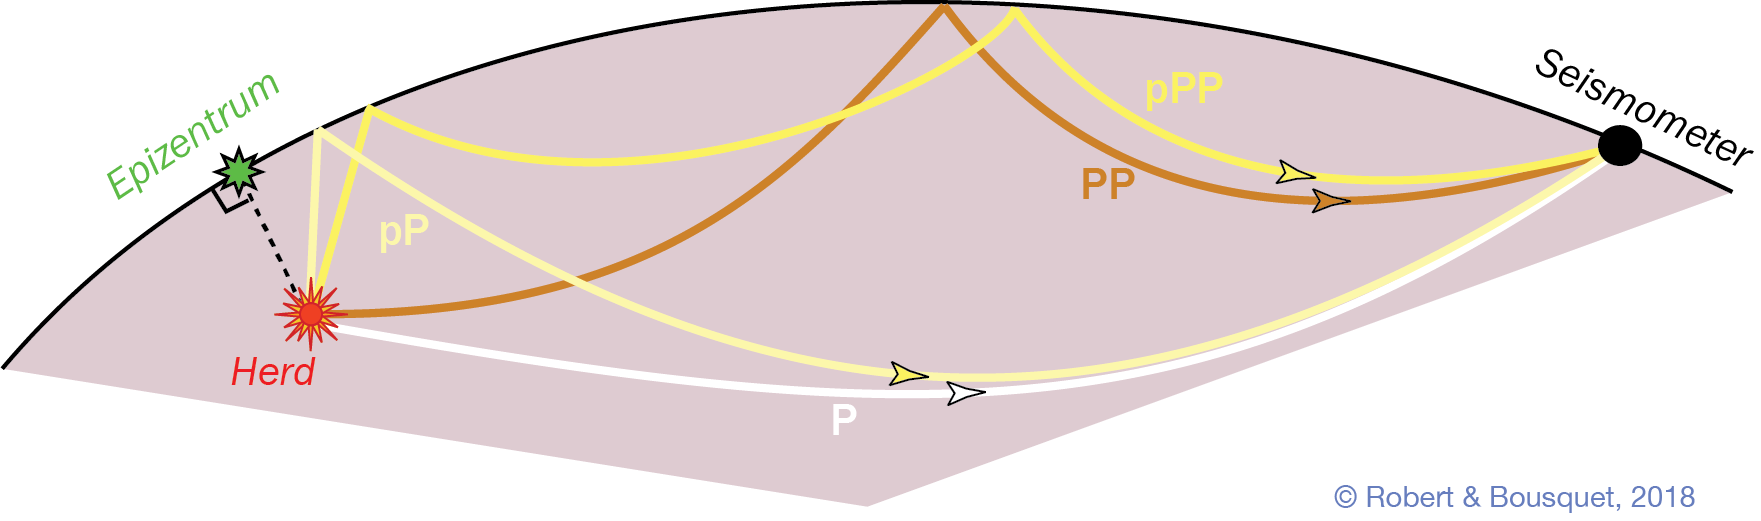 Seismometer
pPP
Epizentrum
PP
pP
Herd
P
© Robert & Bousquet, 2018